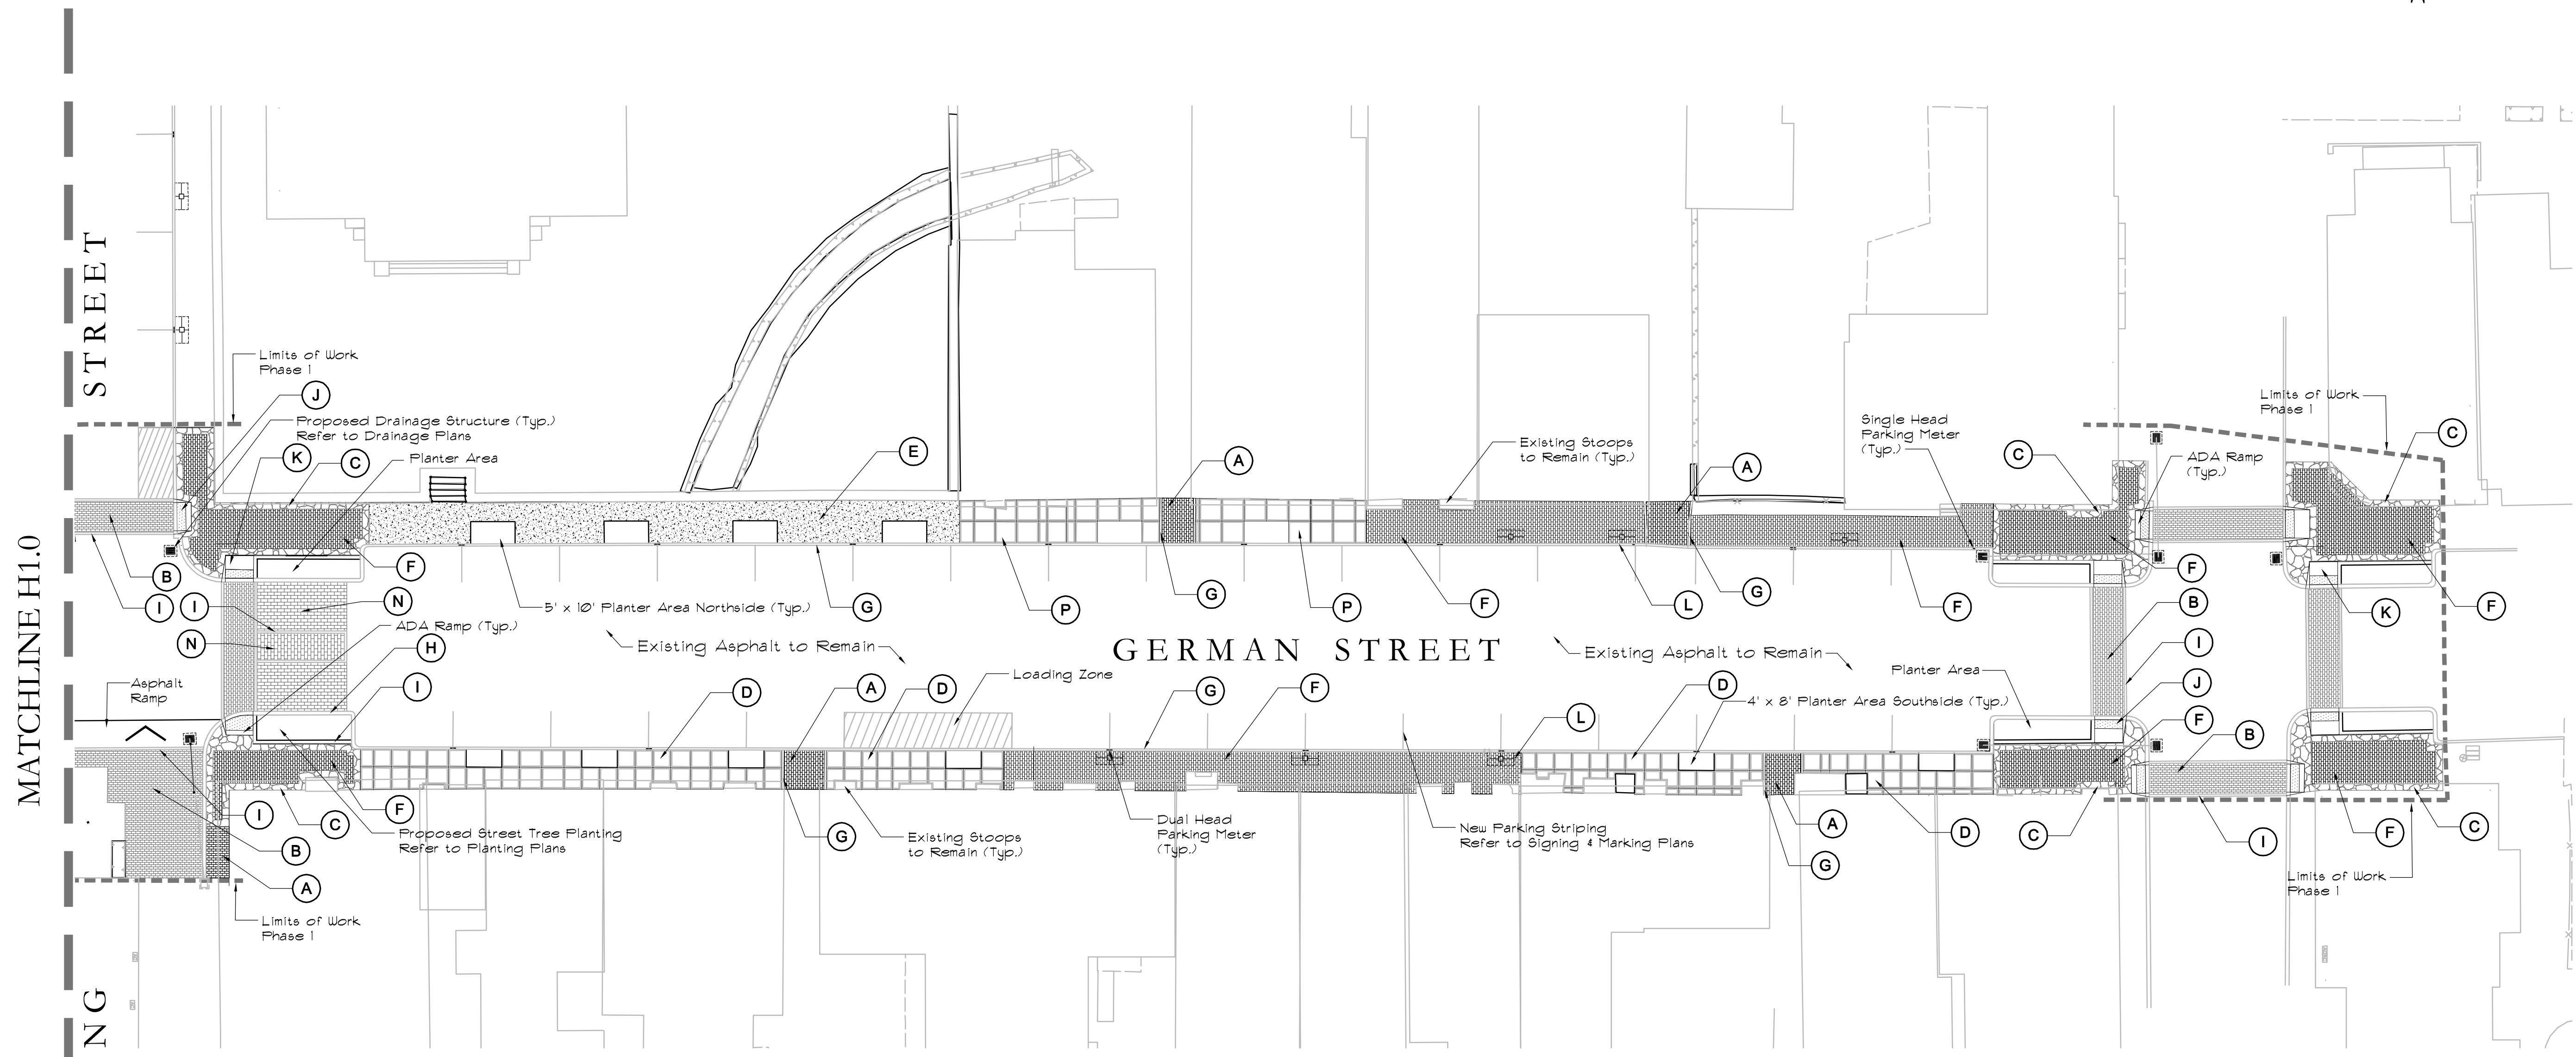 MATCHLINE H1.0
STREET
NG
Limits of Work
Phase 1
J
Proposed Drainage Structure (Typ.)
Refer to Drainage Plans
K
C
Planter Area
E
A
Existing Stoops
to Remain (Typ.)
A
Single Head
Parking Meter
(Typ.)
C
ADA Ramp
(Typ.)
Limits of Work
Phase 1
C
B
I
I
N
F
N
ADA Ramp (Typ.)
H
I
5' x 10' Planter Area Northside (Typ.)
G
P
G
P
F
L
G
F
F
B
K
F
I
Existing Asphalt to Remain
GERMAN STREET
Existing Asphalt to Remain
Planter Area
J
F
B
Asphalt
Ramp
D
A
D
Loading Zone
G
F
L
D
4' x 8' Planter Area Southside (Typ.)
I
B
A
C
F
Proposed Street Tree Planting
Refer to Planting Plans
G
Existing Stoops
to Remain (Typ.)
Dual Head
Parking Meter
(Typ.)
New Parking Striping
Refer to Signing & Marking Plans
A
G
D
C
I
F
C
Limits of Work
Phase 1
Limits of Work
Phase 1